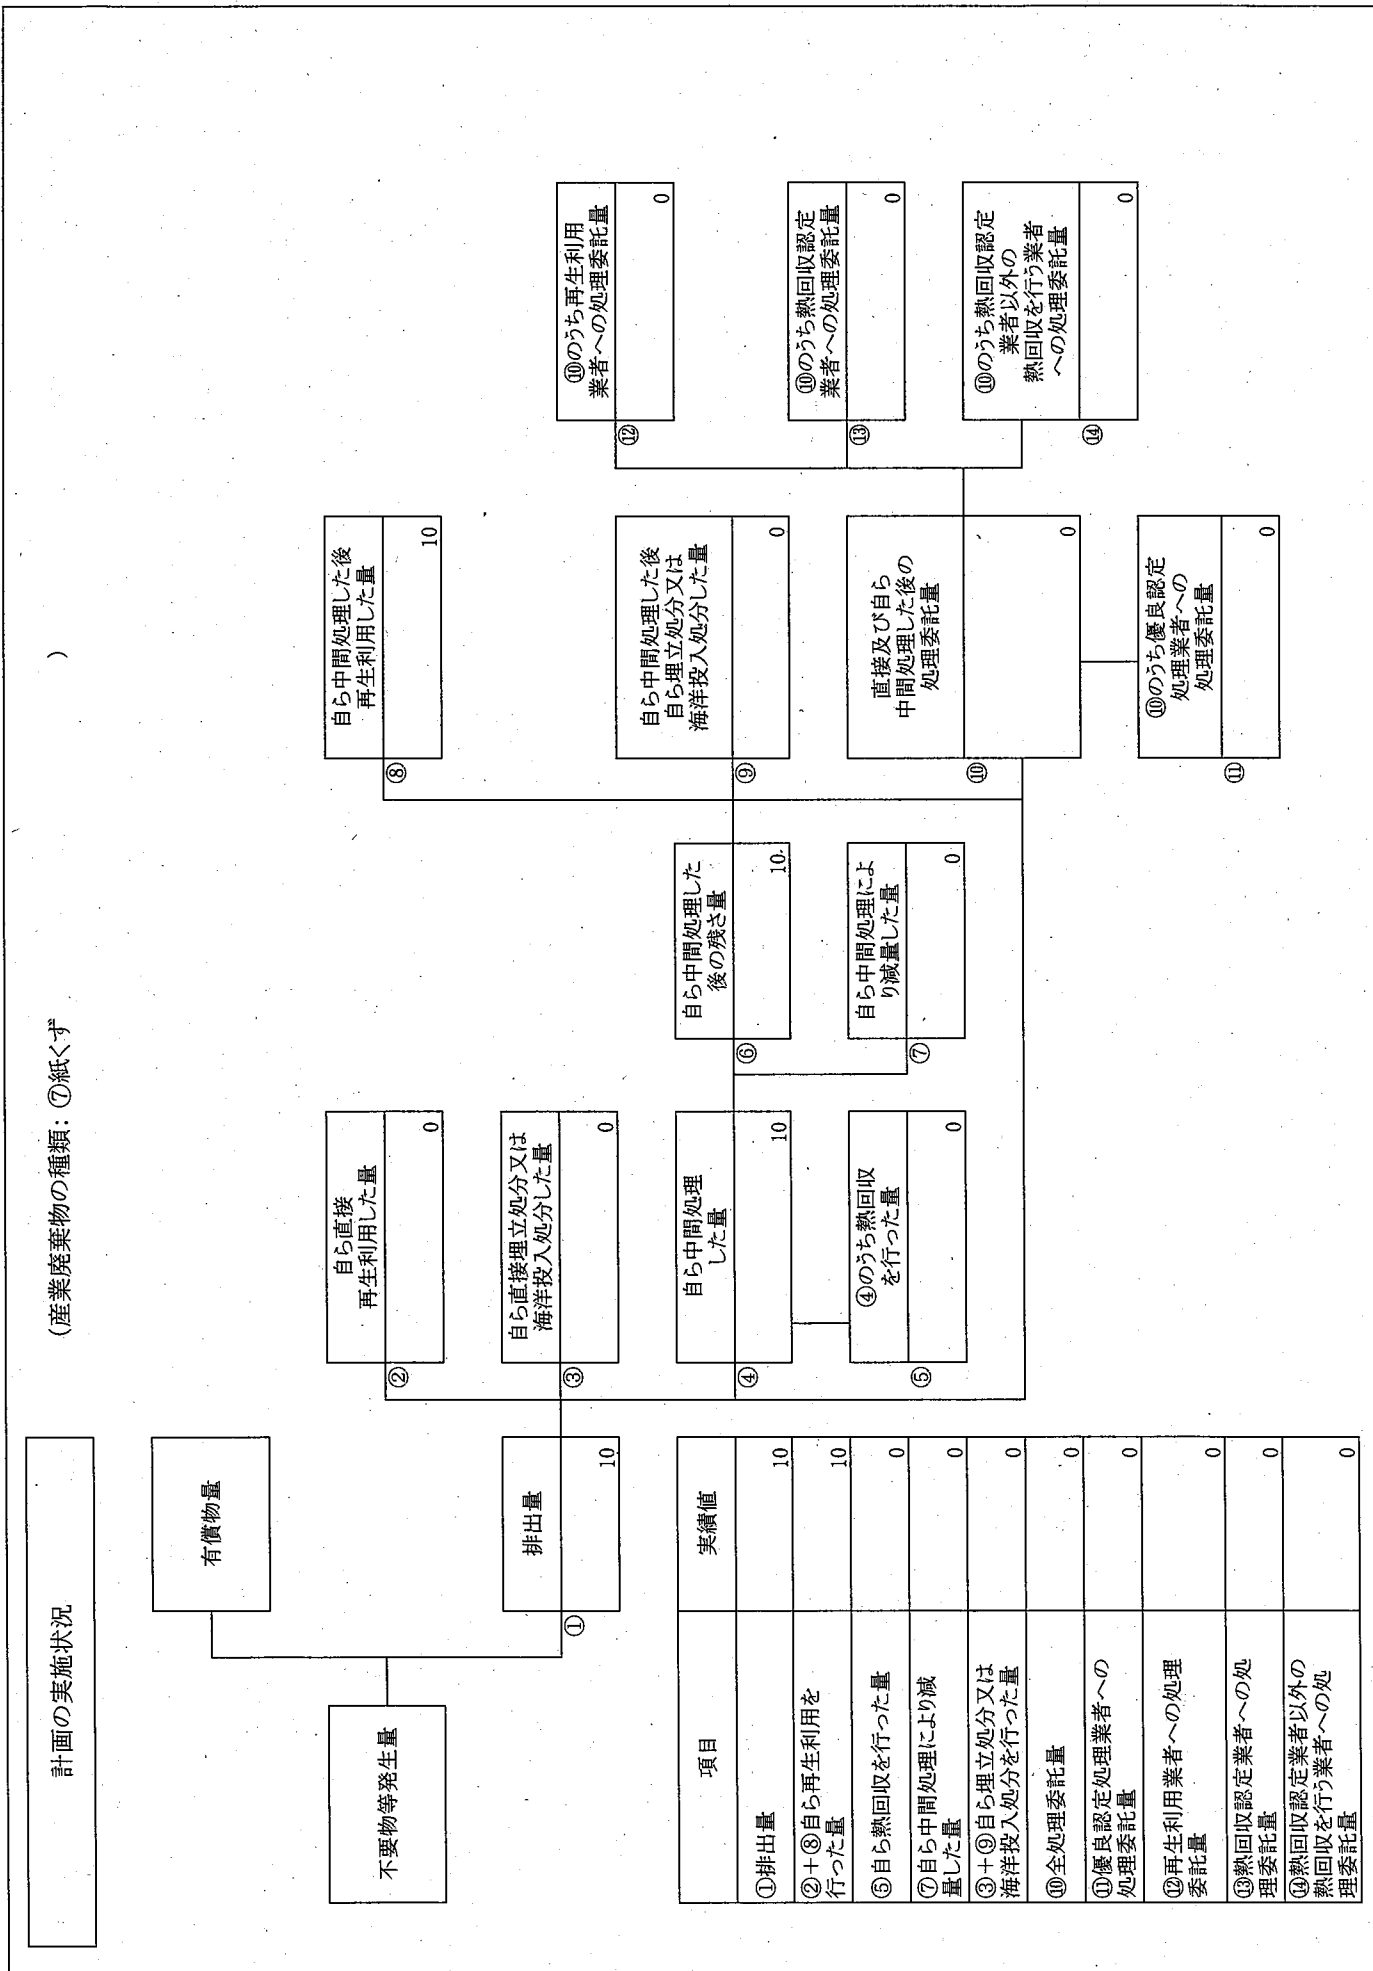 計画の実施状況
(産業廃棄物の種類：⑦紙くず
)
不要物等発生量
有償物量
①
排出量
10
②
自ら直接
再生利用した量
0
③
自ら直接埋立処分又は
海洋投入処分した量
0
④
自ら中間処理
した量
10
⑤
④のうち熱回収
を行った量
0
⑥
自ら中間処理した
後の残さ量
10
⑦
自ら中間処理によ
り減量した量
0
⑧
自ら中間処理した後
再生利用した量
10
⑨
自ら中間処理した後
自ら埋立処分又は
海洋投入処分した量
0
⑩
直接及び自ら
中間処理した後の
処理委託量
0
⑪
⑩のうち優良認定
処理業者への
処理委託量
0
⑫
⑩のうち再生利用
業者への処理委託量
0
⑬
⑩のうち熱回収認定
業者への処理委託量
0
⑭
⑩のうち熱回収認定
業者以外の
熱回収を行う業者
への処理委託量
0
項目
実績値
①排出量
10
②＋⑧自ら再生利用を
行った量
10
⑤自ら熱回収を行った量
0
⑦自ら中間処理により減
量した量
0
③＋⑨自ら埋立処分又は
海洋投入処分を行った量
0
⑩全処理委託量
0
⑪優良認定処理業者への
処理委託量
0
⑫再生利用業者への処理
委託量
0
⑬熱回収認定業者への処
理委託量
0
⑭熱回収認定業者以外の
熱回収を行う業者への処
理委託量
0